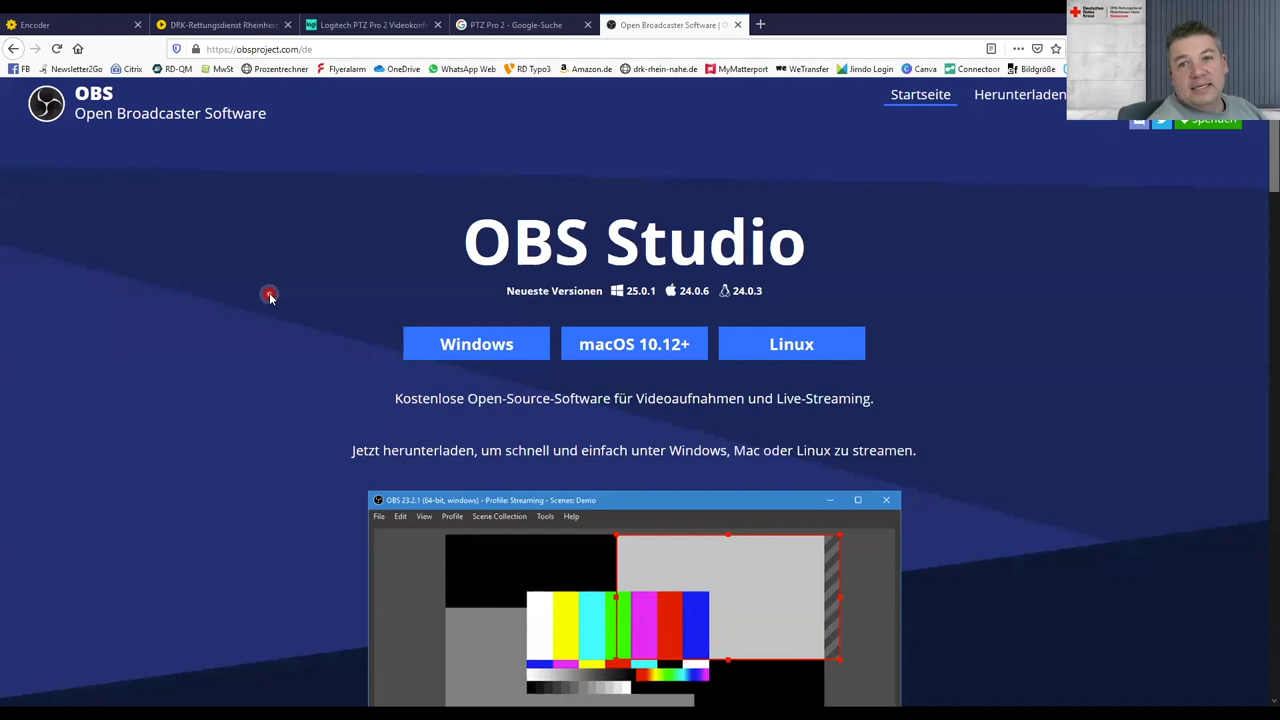 Encoder
DRK-Rettungsdienst Rheinhes
Logitech PTZ Pro 2 Video
PTZ Pro 2 - Google-Suche
Open Broadcaster Software | O
https://obsproject.com/de
FB
Newsletter2Go
Citrix
RD-QM
MwSt
Prozentrechner
Flyeralarm
OneDrive
WhatsApp Web
RD Typo3
Amazon.de
drk-rhein-nahe.de
MyMatterport
WeTransfer
Jimdo Login
Canva
Connectoor
Bildgröße
Deutsches
Rotes
Kreuz
OBS
Open Broadcaster Software
Startseite
Herunterladen
Spenden
OBS Studio
Neueste Versionen 25.0.1 24.0.6 24.0.3
Windows
macOS 10.12+
Linux
Kostenlose Open-Source-Software für Videoaufnahmen und Live-Streaming.
Jetzt herunterladen, um schnell und einfach unter Windows, Mac oder Linux zu streamen.
OBS 23.2.1 (64-bit, windows) - Profile: Streaming - Scenes: Demo
File Edit View Profile Scene Collection Tools Help